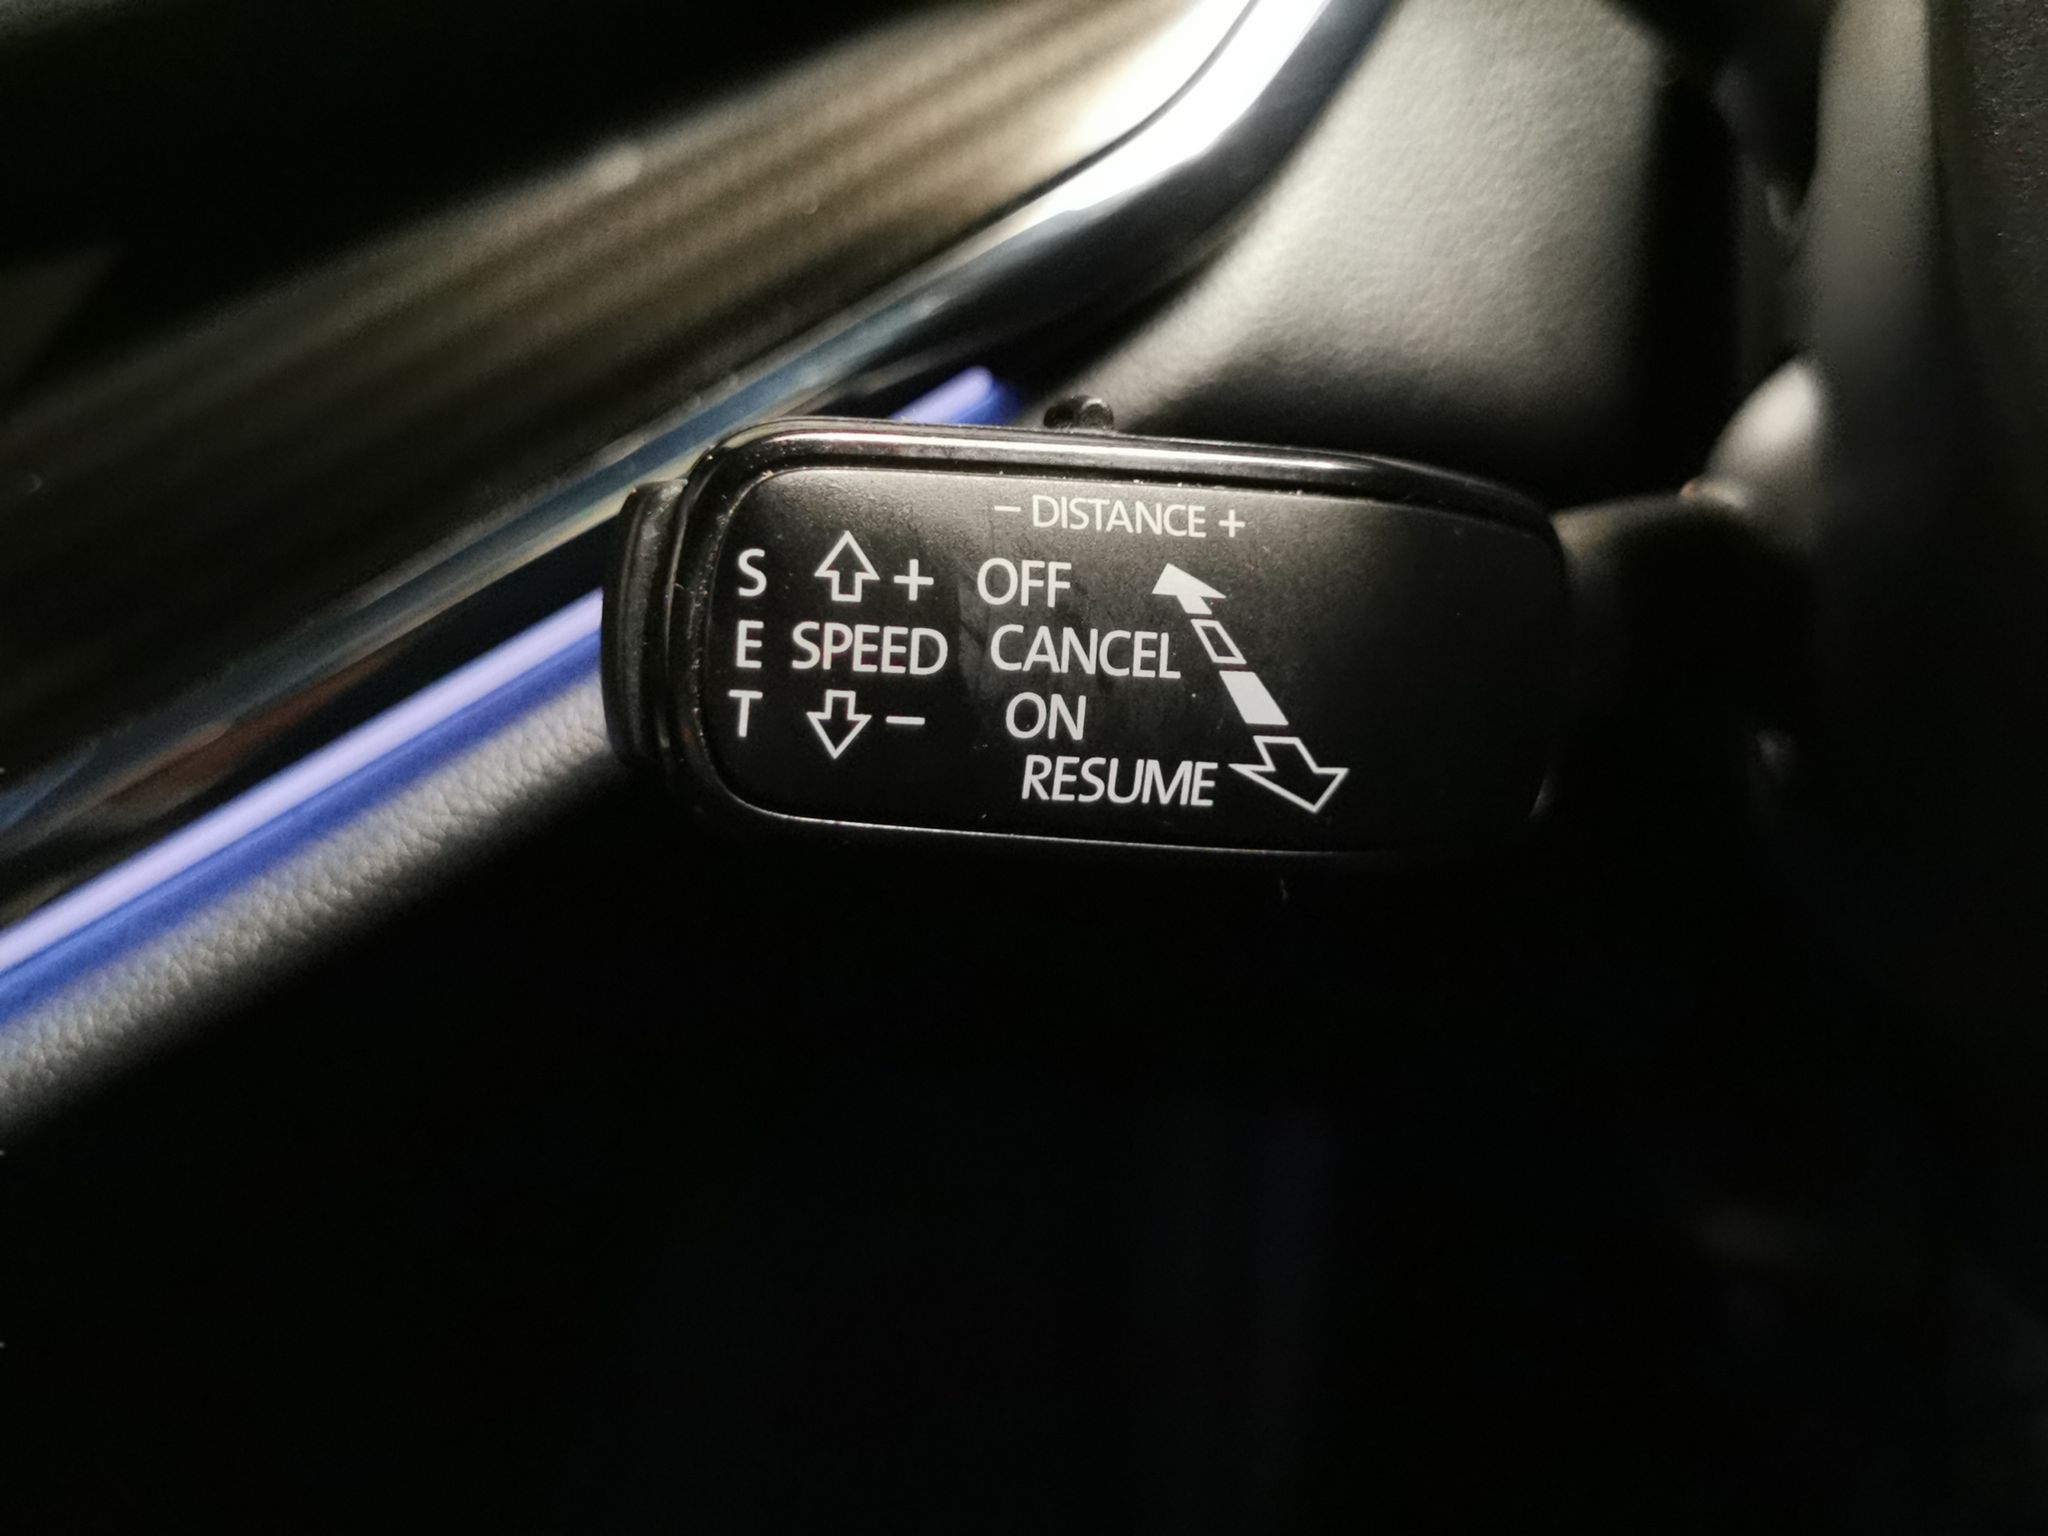 – DISTANCE +
S + OFF
E SPEED CANCEL
T – ON
RESUME